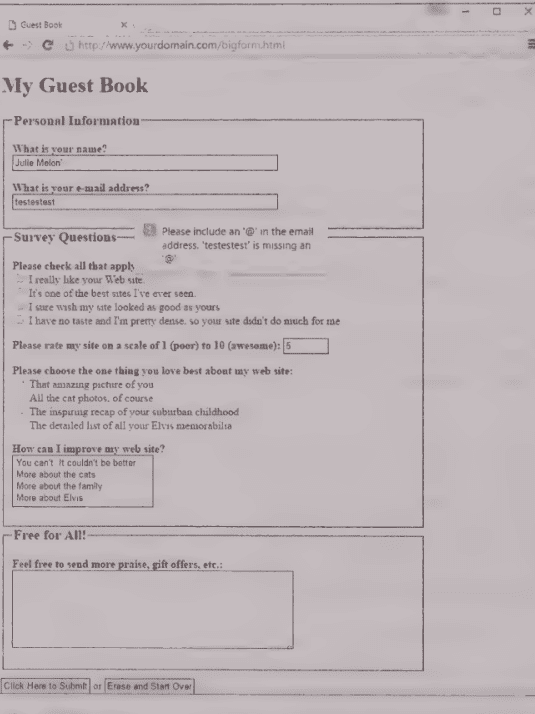 Guest Book
http://www.yourdomain.com/bigform.html
My Guest Book
Personal Information
What is your name?
Julie Meloni
What is your e-mail address?
testestest
Please include an '@' in the email
address. 'testestest' is missing an
'@'.
Survey Questions
Please check all that apply
I really like your Web site.
It's one of the best sites I've ever seen.
I sure wish my site looked as good as yours
I have no taste and I'm pretty dense, so your site didn't do much for me
Please rate my site on a scale of 1 (poor) to 10 (awesome): 5
Please choose the one thing you love best about my web site:
That amazing picture of you
All the cat photos, of course
The inspiring recap of your suburban childhood
The detailed list of all your Elvis memorabilia
How can I improve my web site?
You can't. It couldn't be better
More about the cats
More about the family
More about Elvis
Free for All!
Feel free to send more praise, gift offers, etc.:
Click Here to Submit or Erase and Start Over